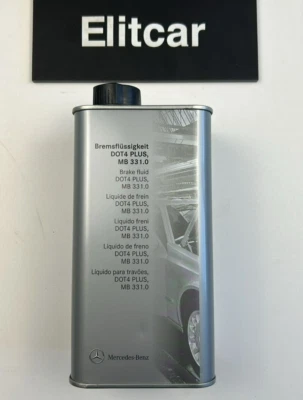 Elitcar
Bremsflüssigkeit
DOT4 PLUS,
MB 331.0
Brake fluid
DOT4 PLUS,
MB 331.0
Liquide de frein
DOT4 PLUS,
MB 331.0
Liquido freni
DOT4 PLUS,
MB 331.0
Líquido de freno
DOT4 PLUS,
MB 331.0
Líquido para travões,
DOT4 PLUS,
MB 331.0
Mercedes-Benz